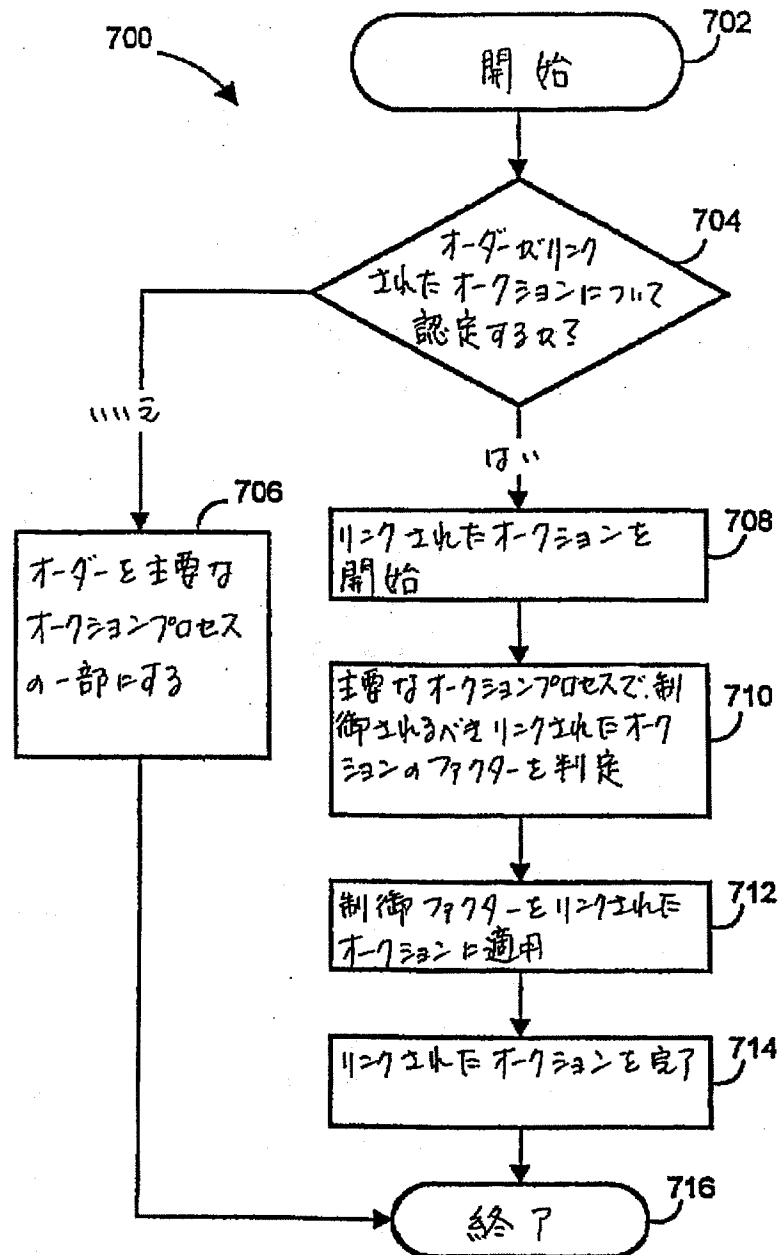 700
702
開始
704
オーダーがリンク
されたオークションについて
認定するか?
いいえ
はい
706
オーダーを主要な
オークションプロセス
の一部にする
708
リンクされたオークションを
開始
710
主要なオークションプロセスで、制
御されるべきリンクされたオーク
ションのファクターを判定
712
制御ファクターをリンクされた
オークションに適用
714
リンクされたオークションを完了
716
終了